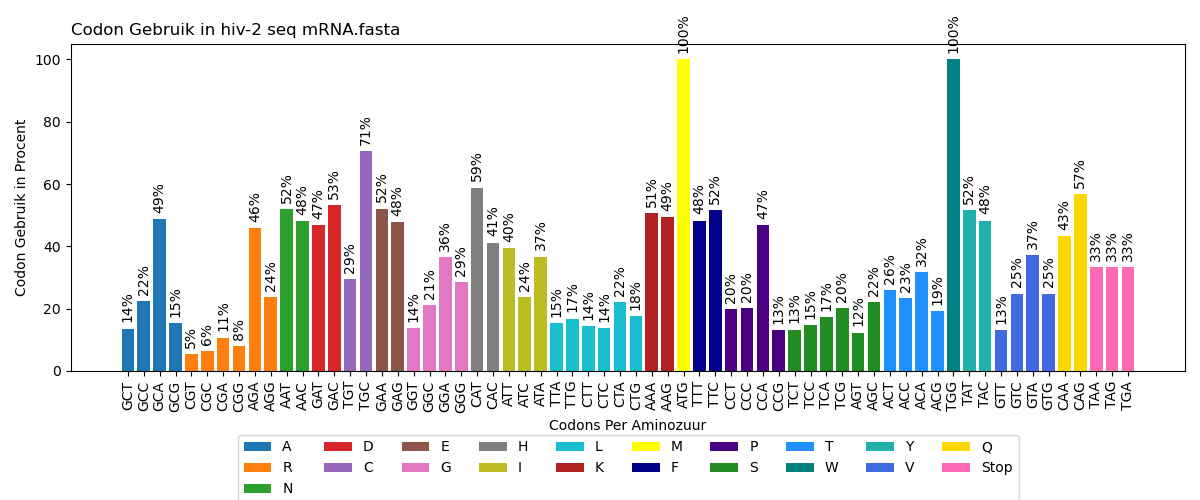 Codon Gebruik in hiv-2 seq mRNA.fasta
Codon Gebruik in Procent
100
80
60
40
20
0
14% 22% 49% 15% 5% 6% 11% 8% 46% 24% 52% 48% 47% 53% 29% 71% 52% 48% 14% 21% 36% 29% 59% 41% 40% 24% 37% 15% 17% 14% 14% 22% 18% 51% 49% 100% 48% 52% 20% 20% 47% 13% 13% 15% 17% 20% 12% 22% 26% 23% 32% 19% 100% 52% 48% 13% 25% 37% 25% 43% 57% 33% 33% 33%
GCT GCC GCA GCG CGT CGC CGA CGG AGA AGG AAT AAC GAT GAC TGT TGC GAA GAG GGT GGC GGA GGG CAT CAC ATT ATC ATA TTA TTG CTT CTC CTA CTG AAA AAG ATG TTT TTC CCT CCC CCA CCG TCT TCC TCA TCG AGT AGC ACT ACC ACA ACG TGG TAT TAC GTT GTC GTA GTG CAA CAG TAA TAG TGA
Codons Per Aminozuur
A D E H L M P T Y Q
R C G I K F S W V Stop
N